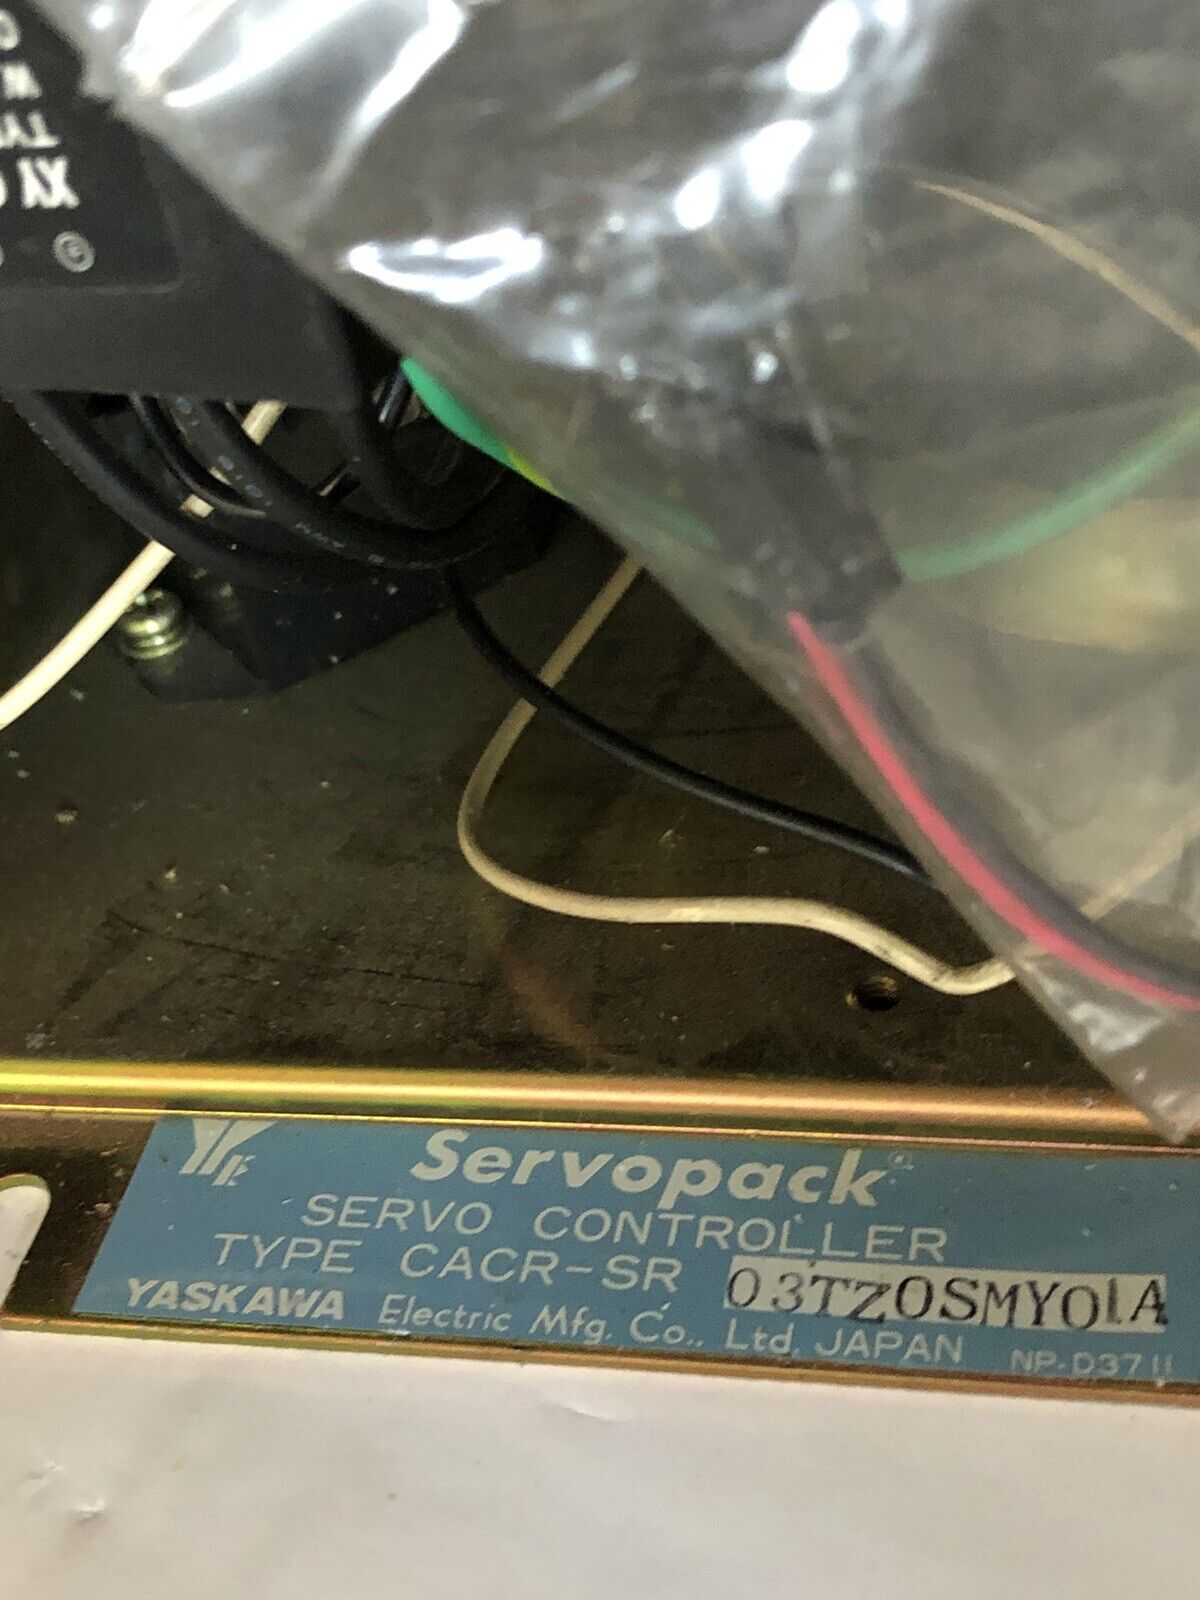 Servopack®
SERVO CONTROLLER
TYPE CACR-SR 03TZ0SMY01A
YASKAWA Electric Mfg. Co., Ltd. JAPAN NP-D3711